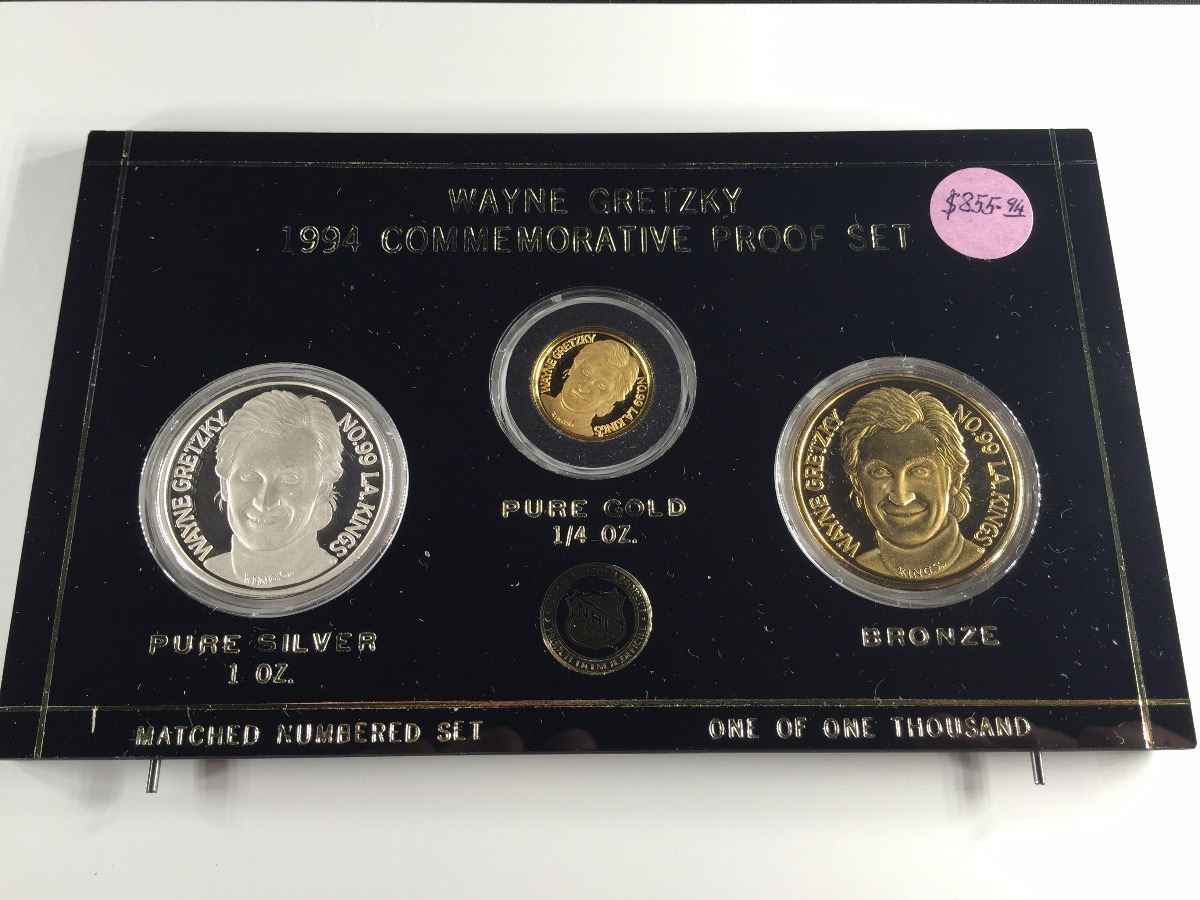 WAYNE GRETZKY
1994 COMMEMORATIVE PROOF SET
$855.94
WAYNE GRETZKY NO.99 L.A.KINGS
KINGS
PURE SILVER
1 OZ.
WAYNE GRETZKY NO.99 L.A.KINGS
PURE GOLD
1/4 OZ.
NHL
WAYNE GRETZKY NO.99 L.A.KINGS
KINGS
BRONZE
MATCHED NUMBERED SET
ONE OF ONE THOUSAND